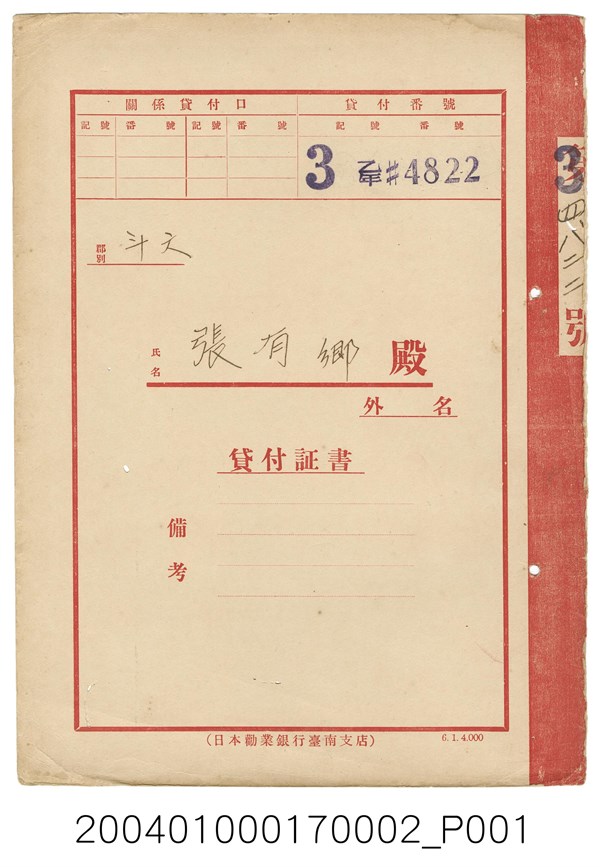 關係貸付口 貸付番號
記號 番號 記號 番號 記號 番號
3 #4822
郡別 斗六
氏名 張有鄉 殿
外 名
貸付証書
備考
(日本勸業銀行臺南支店) 6.1.4.000
3
四、八二二
號
200401000170002_P001